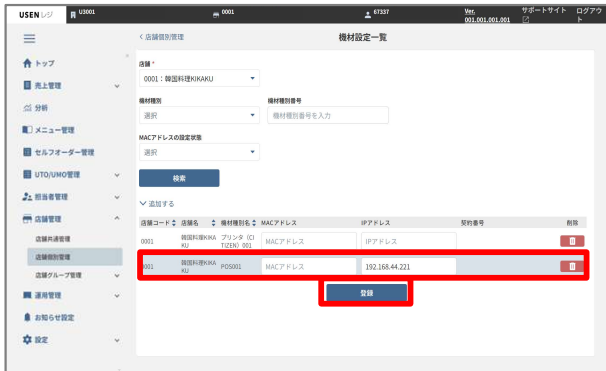 USEN レジ U3001 0001 67337 Ver. 001.001.001.001 サポートサイト ログアウト
く 店舗個別管理 機材設定一覧
トップ
売上管理
分析
メニュー管理
セルフオーダー管理
UTO/UMO管理
担当者管理
店舗管理
店舗共通管理
店舗個別管理
店舗グループ管理
運用管理
お知らせ設定
設定
店舗 *
0001：韓国料理KIKAKU
機材種別 機材種別番号
選択 機材種別番号を入力
MACアドレスの設定状態
選択
検索
追加する
店舗コード 店舗名 機材種別名 MACアドレス IPアドレス 契約番号 削除
0001 韓国料理KIKAKU プリンタ（CITIZEN）001 MACアドレス IPアドレス
0001 韓国料理KIKAKU POS001 MACアドレス 192.168.44.221
登録